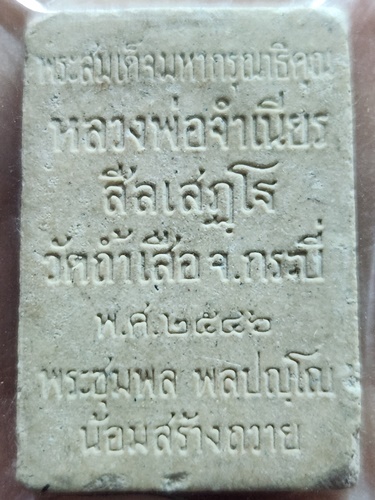 พระสมเด็จมหากรุณาธิคุณ
หลวงพ่อจำเนียร
สีลเสฏฺโฐ
วัดถ้ำเสือ จ.กระบี่
พ.ศ.๒๕๔๖
พระชุมพล พลปญฺโญ
น้อมสร้างถวาย